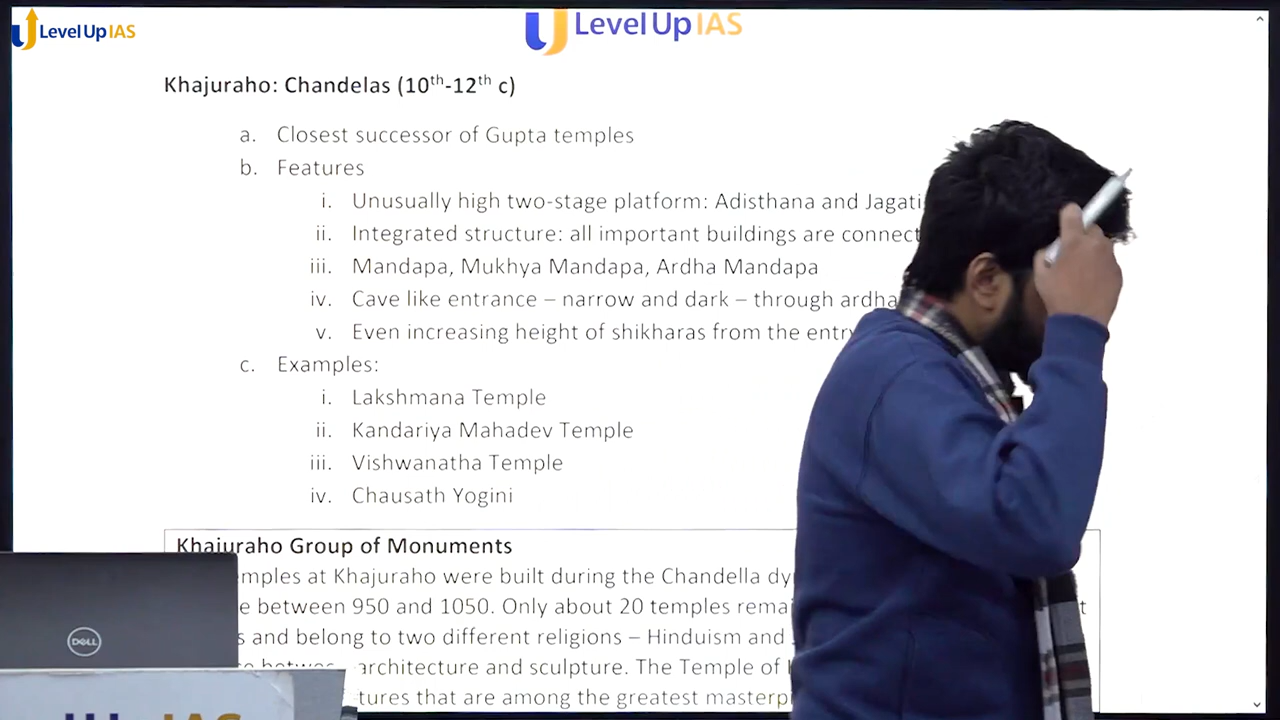 Level Up IAS
Level Up IAS
Khajuraho: Chandelas (10th-12th c)
a. Closest successor of Gupta temples
b. Features
i. Unusually high two-stage platform: Adisthana and Jagati
ii. Integrated structure: all important buildings are connect
iii. Mandapa, Mukhya Mandapa, Ardha Mandapa
iv. Cave like entrance – narrow and dark – through ardha
v. Even increasing height of shikharas from the entry
c. Examples:
i. Lakshmana Temple
ii. Kandariya Mahadev Temple
iii. Vishwanatha Temple
iv. Chausath Yogini
Khajuraho Group of Monuments
emples at Khajuraho were built during the Chandella dy
e between 950 and 1050. Only about 20 temples remai
s and belong to two different religions – Hinduism and
architecture and sculpture. The Temple of
tures that are among the greatest masterp
DELL